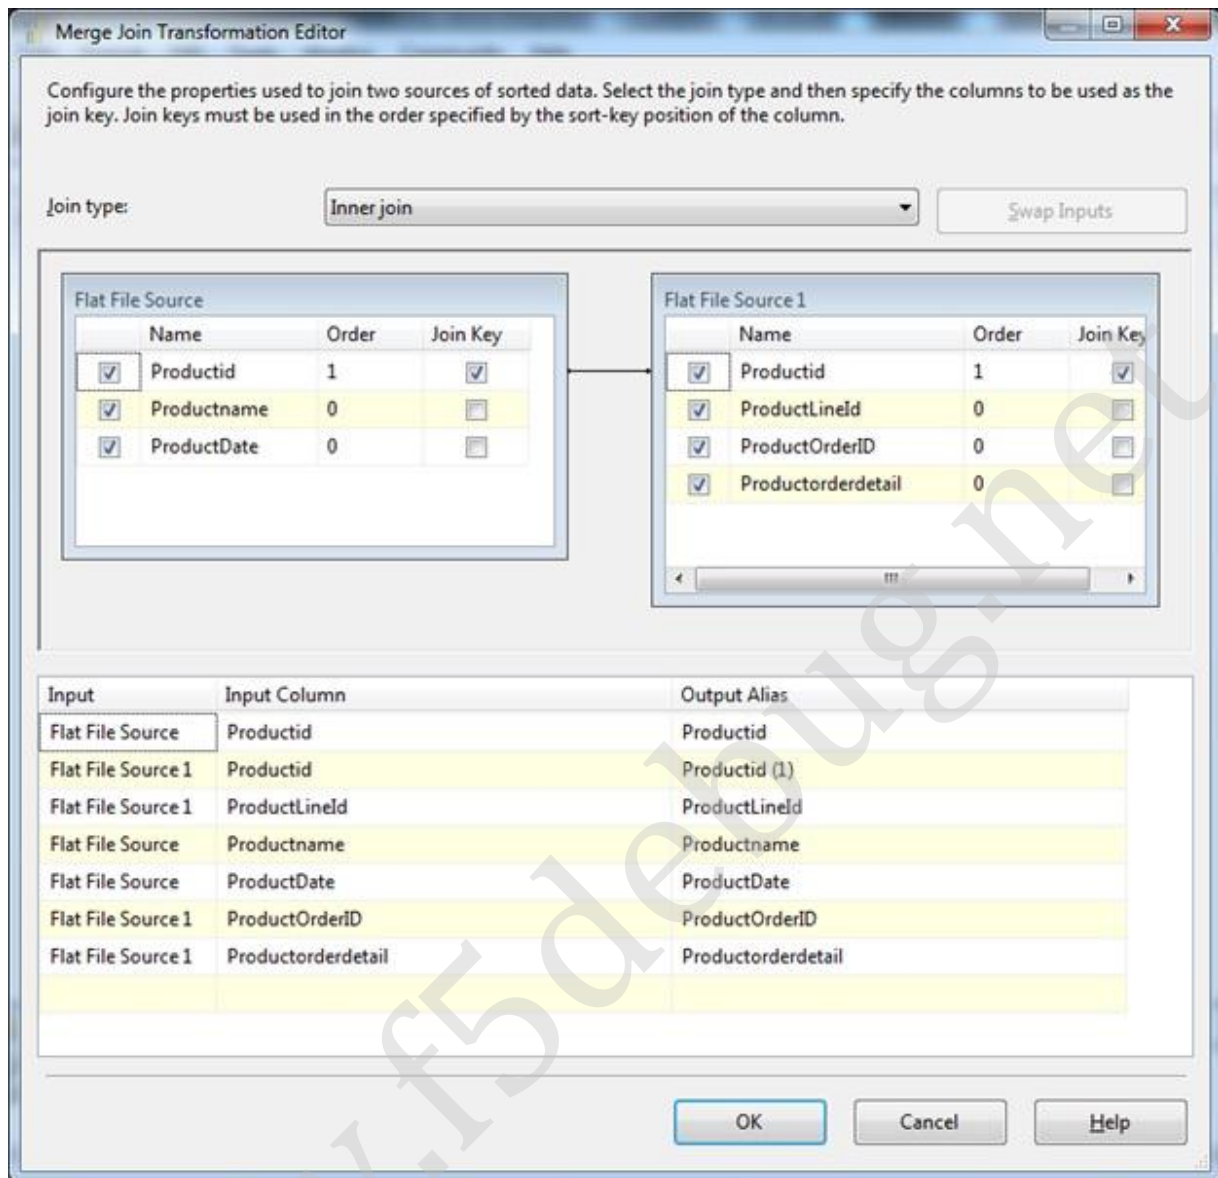 Merge Join Transformation Editor
Configure the properties used to join two sources of sorted data. Select the join type and then specify the columns to be used as the
join key. Join keys must be used in the order specified by the sort-key position of the column.
Join type:
Inner join
Swap Inputs
Flat File Source
Name Order Join Key
Productid 1
Productname 0
ProductDate 0
Flat File Source 1
Name Order Join Key
Productid 1
ProductLineId 0
ProductOrderID 0
Productorderdetail 0
Input Input Column Output Alias
Flat File Source Productid Productid
Flat File Source 1 Productid Productid (1)
Flat File Source 1 ProductLineId ProductLineId
Flat File Source Productname Productname
Flat File Source ProductDate ProductDate
Flat File Source 1 ProductOrderID ProductOrderID
Flat File Source 1 Productorderdetail Productorderdetail
OK Cancel Help
.f5debug.net